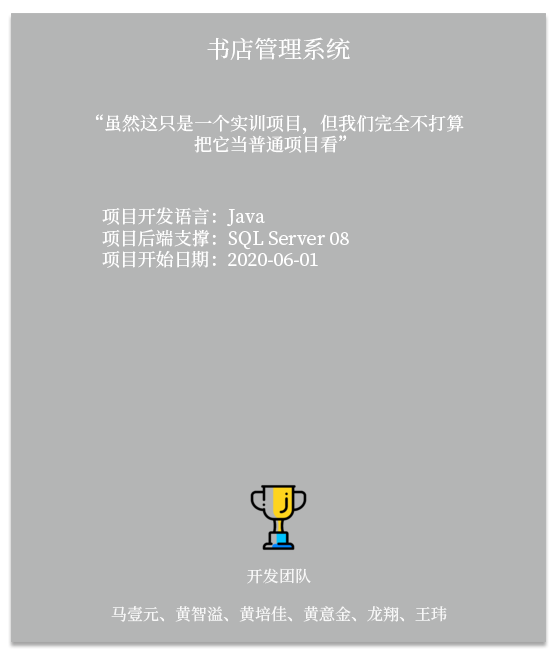 书店管理系统
“虽然这只是一个实训项目，但我们完全不打算
把它当普通项目看”
项目开发语言：Java
项目后端支撑：SQL Server 08
项目开始日期：2020-06-01
j
开发团队
马壹元、黄智溢、黄培佳、黄意金、龙翔、王玮